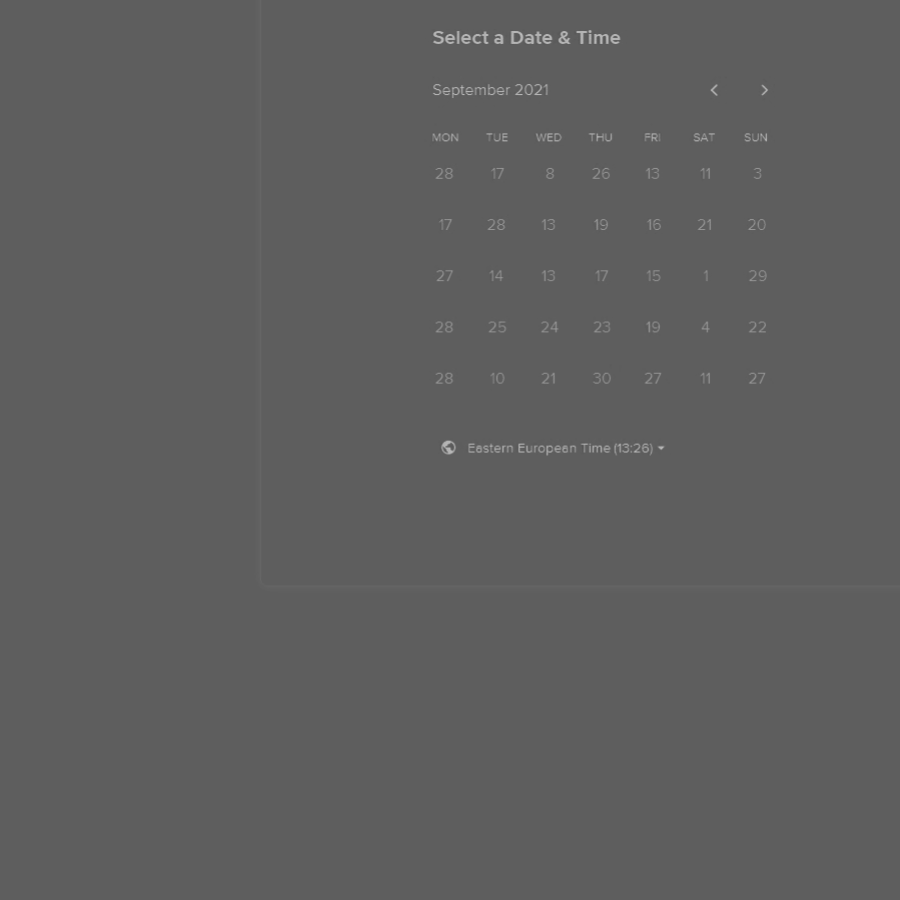 Select a Date & Time
September 2021
MON TUE WED THU FRI SAT SUN
28 17 8 26 13 11 3
17 28 13 19 16 21 20
27 14 13 17 15 1 29
28 25 24 23 19 4 22
28 10 21 30 27 11 27
Eastern European Time (13:26)